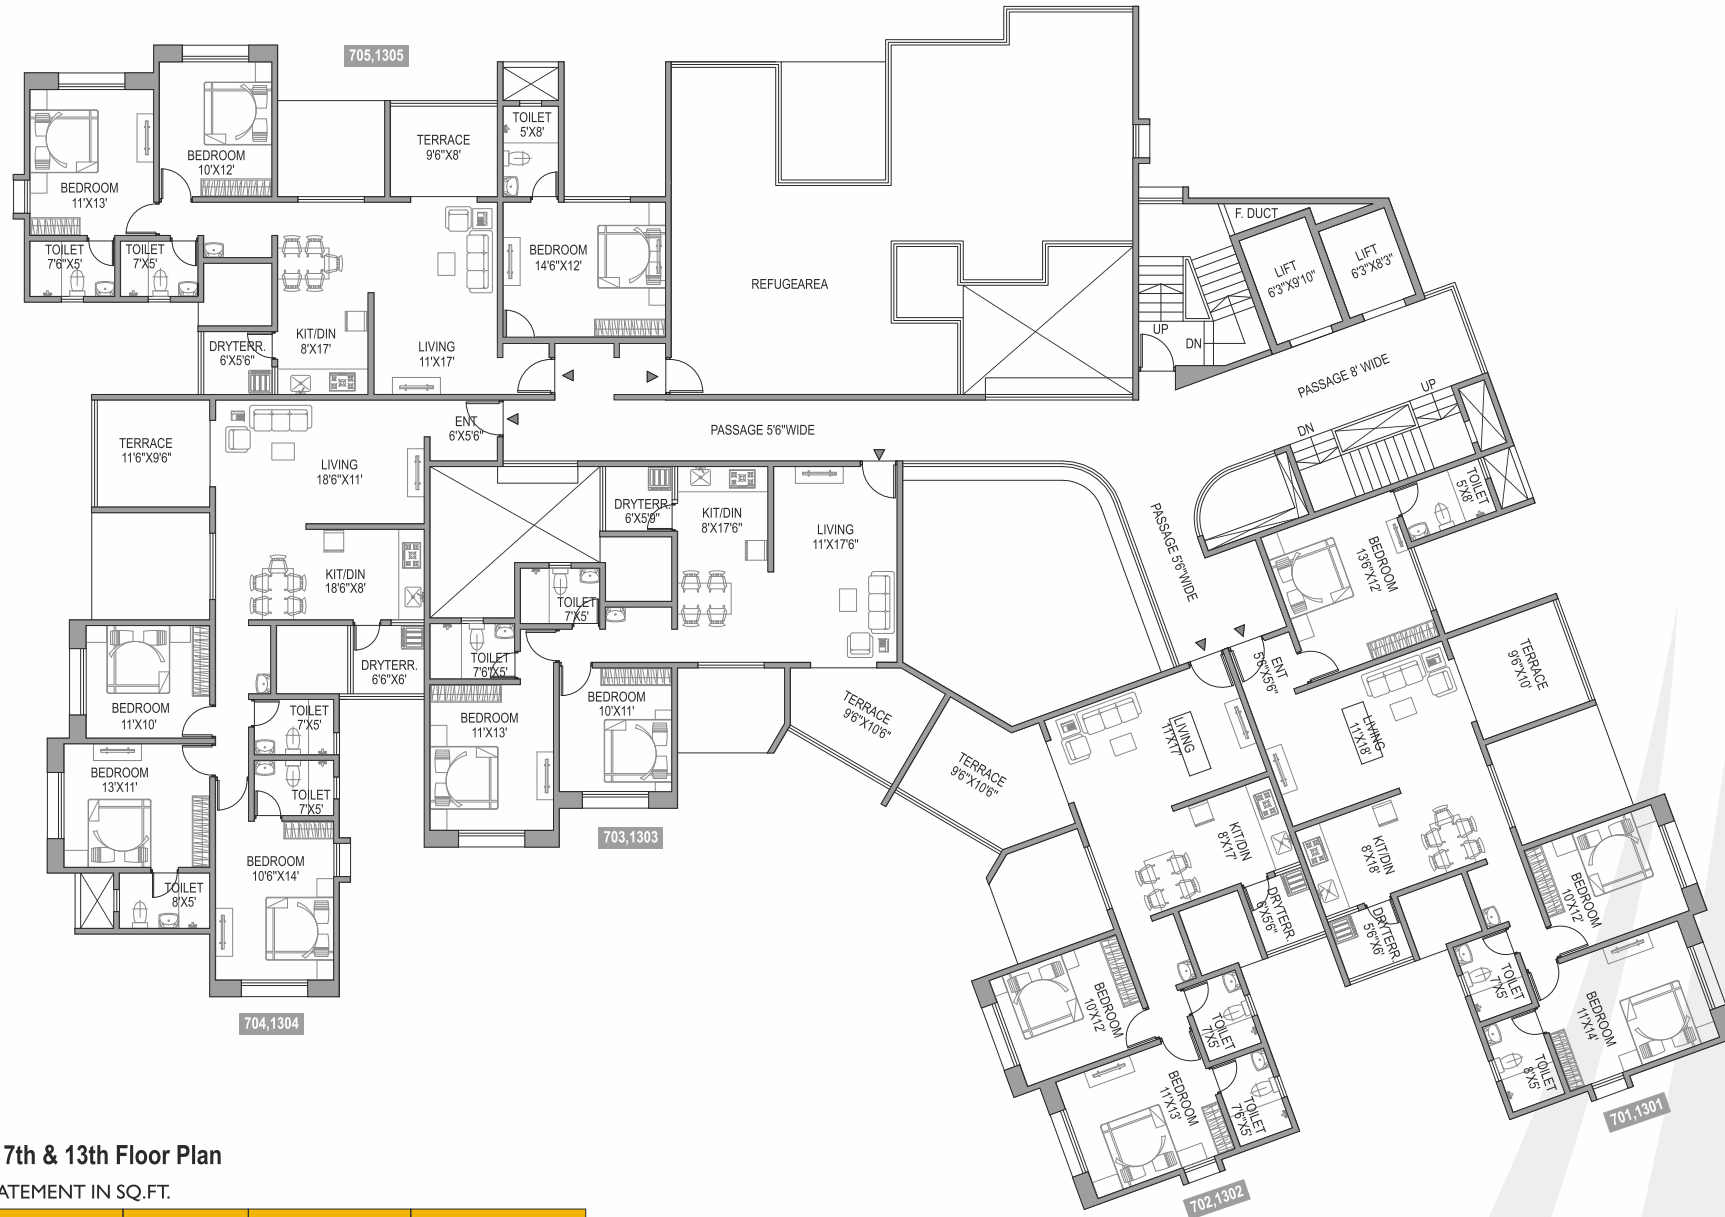 705,1305
TOILET
5'X8'
TERRACE
9'6"X8'
BEDROOM
10'X12'
BEDROOM
11'X13'
TOILET
7'6"X5'
TOILET
7'X5'
BEDROOM
14'6"X12'
REFUGEAREA
F. DUCT
LIFT
6'3"X9'10"
LIFT
6'3"X8'3"
UP
DN
KIT/DIN
8'X17'
DRYTERR.
6'X5'6"
LIVING
11'X17'
PASSAGE 8' WIDE
UP
DN
ENT
6'X5'6"
PASSAGE 5'6"WIDE
TERRACE
11'6"X9'6"
LIVING
18'6"X11'
DRYTERR.
6'X5'9"
KIT/DIN
8'X17'6"
LIVING
11'X17'6"
PASSAGE 5'6"WIDE
TOILET
5'X8'
BEDROOM
13'6"X12'
KIT/DIN
18'6"X8'
TOILET
7'X5'
TOILET
7'6"X5'
DRYTERR.
6'6"X6'
ENT
5'6"X5'6"
TERRACE
9'6"X10'
BEDROOM
11'X10'
TOILET
7'X5'
BEDROOM
11'X13'
BEDROOM
10'X11'
TERRACE
9'6"X10'6"
TERRACE
9'6"X10'6"
LIVING
11'X17'
LIVING
11'X18'
BEDROOM
13'X11'
TOILET
7'X5'
703,1303
KIT/DIN
8'X17'
KIT/DIN
8'X18'
BEDROOM
10'6"X14'
TOILET
8'X5'
DRYTERR.
6'X5'6"
DRYTERR.
5'6"X6'
BEDROOM
10'X12'
704,1304
BEDROOM
10'X12'
TOILET
7'X5'
TOILET
7'X5'
BEDROOM
11'X14'
TOILET
8'X5'
BEDROOM
11'X13'
TOILET
7'6"X5'
701,1301
702,1302
7th & 13th Floor Plan
ATEMENT IN SQ.FT.